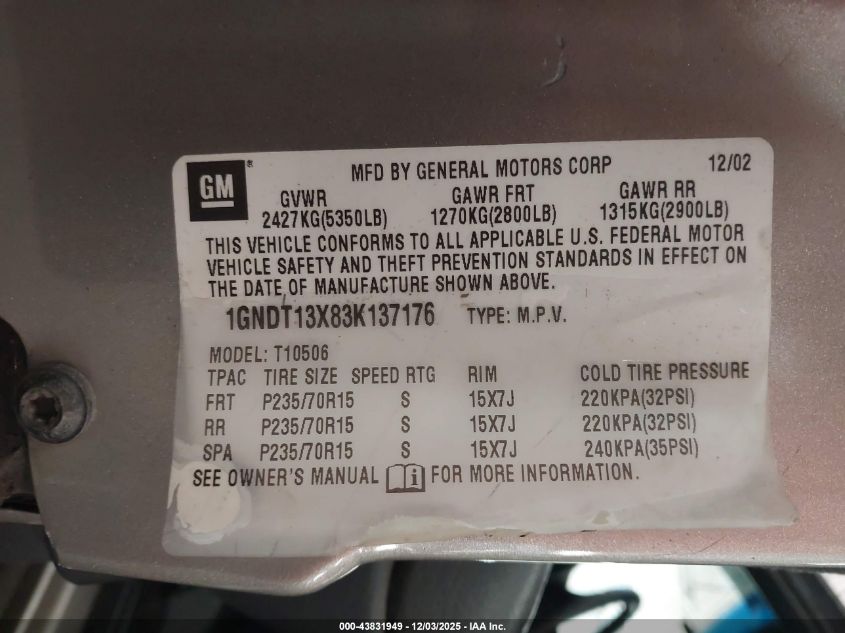 GM® MFD BY GENERAL MOTORS CORP 12/02
GVWR GAWR FRT GAWR RR
2427KG(5350LB) 1270KG(2800LB) 1315KG(2900LB)
THIS VEHICLE CONFORMS TO ALL APPLICABLE U.S. FEDERAL MOTOR
VEHICLE SAFETY AND THEFT PREVENTION STANDARDS IN EFFECT ON
THE DATE OF MANUFACTURE SHOWN ABOVE.
1GNDT13X83K137176 TYPE: M.P.V.
MODEL: T10506
TPAC TIRE SIZE SPEED RTG RIM COLD TIRE PRESSURE
FRT P235/70R15 S 15X7J 220KPA(32PSI)
RR P235/70R15 S 15X7J 220KPA(32PSI)
SPA P235/70R15 S 15X7J 240KPA(35PSI)
SEE OWNER'S MANUAL i FOR MORE INFORMATION.
000-43831949 - 12/03/2025 - IAA Inc.